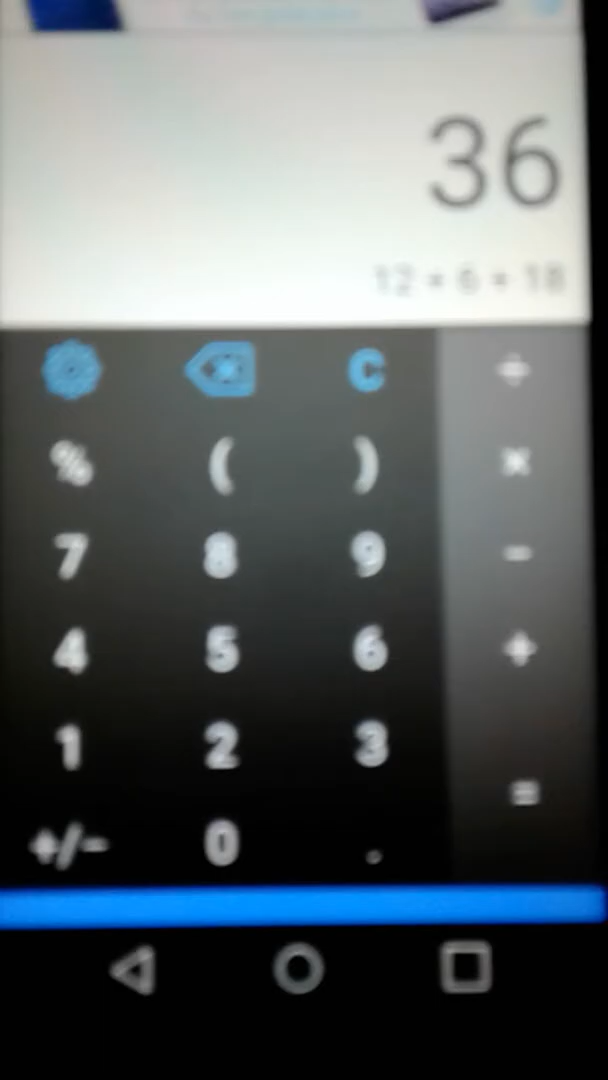 36
12 + 6 + 18
C ÷
% ( ) ×
7 8 9 −
4 5 6 +
1 2 3
=
+/− 0 .